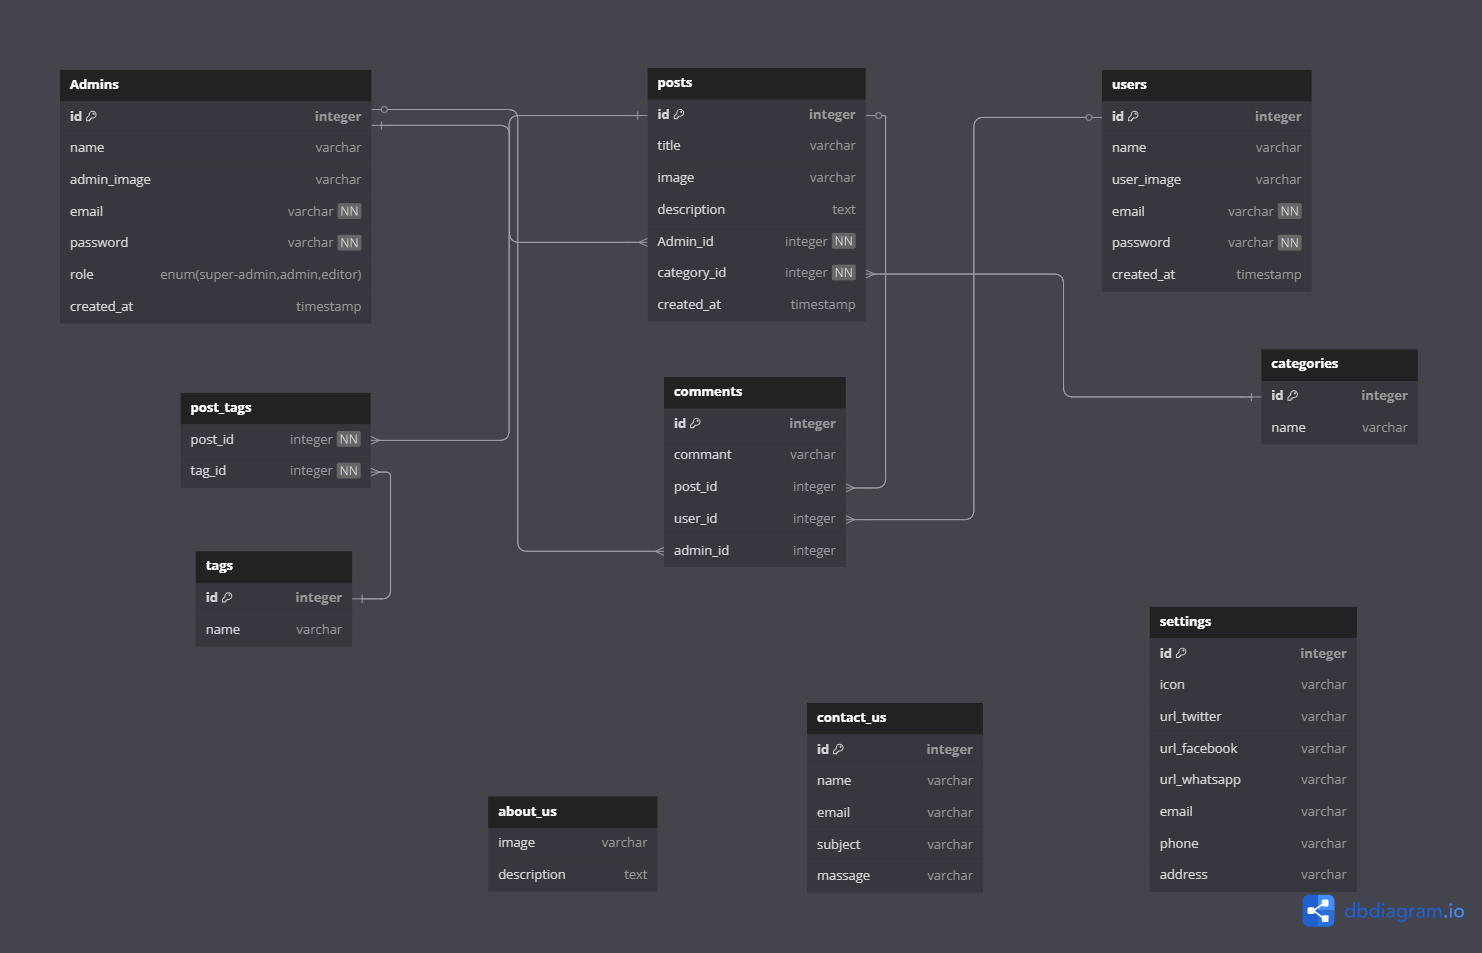 Admins
id integer
name varchar
admin_image varchar
email varchar NN
password varchar NN
role enum(super-admin,admin,editor)
created_at timestamp
posts
id integer
title varchar
image varchar
description text
Admin_id integer NN
category_id integer NN
created_at timestamp
users
id integer
name varchar
user_image varchar
email varchar NN
password varchar NN
created_at timestamp
categories
id integer
name varchar
post_tags
post_id integer NN
tag_id integer NN
comments
id integer
commant varchar
post_id integer
user_id integer
admin_id integer
tags
id integer
name varchar
settings
id integer
icon varchar
url_twitter varchar
url_facebook varchar
url_whatsapp varchar
email varchar
phone varchar
address varchar
contact_us
id integer
name varchar
email varchar
subject varchar
massage varchar
about_us
image varchar
description text
dbdiagram.io